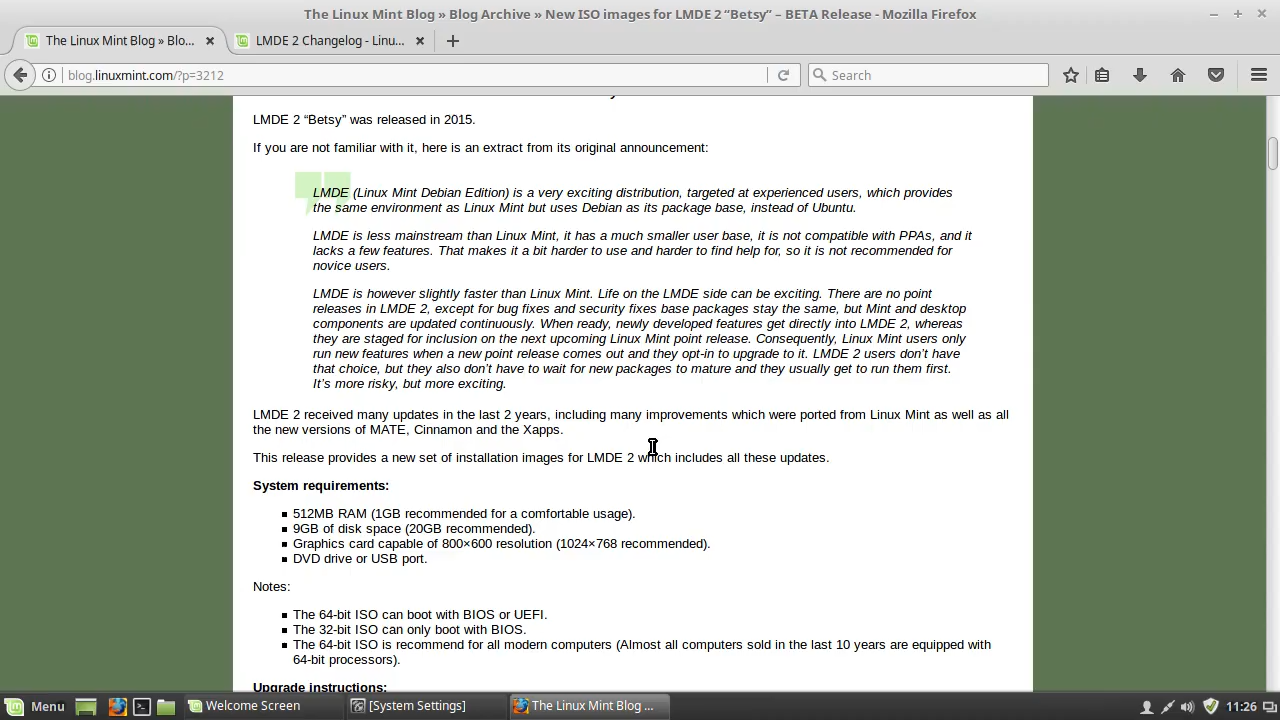 The Linux Mint Blog » Blog Archive » New ISO images for LMDE 2 “Betsy” – BETA Release - Mozilla Firefox
The Linux Mint Blog » Blo...
LMDE 2 Changelog - Linu...
blog.linuxmint.com/?p=3212
Search
LMDE 2 “Betsy” was released in 2015.
If you are not familiar with it, here is an extract from its original announcement:
LMDE (Linux Mint Debian Edition) is a very exciting distribution, targeted at experienced users, which provides
the same environment as Linux Mint but uses Debian as its package base, instead of Ubuntu.
LMDE is less mainstream than Linux Mint, it has a much smaller user base, it is not compatible with PPAs, and it
lacks a few features. That makes it a bit harder to use and harder to find help for, so it is not recommended for
novice users.
LMDE is however slightly faster than Linux Mint. Life on the LMDE side can be exciting. There are no point
releases in LMDE 2, except for bug fixes and security fixes base packages stay the same, but Mint and desktop
components are updated continuously. When ready, newly developed features get directly into LMDE 2, whereas
they are staged for inclusion on the next upcoming Linux Mint point release. Consequently, Linux Mint users only
run new features when a new point release comes out and they opt-in to upgrade to it. LMDE 2 users don’t have
that choice, but they also don’t have to wait for new packages to mature and they usually get to run them first.
It’s more risky, but more exciting.
LMDE 2 received many updates in the last 2 years, including many improvements which were ported from Linux Mint as well as all
the new versions of MATE, Cinnamon and the Xapps.
This release provides a new set of installation images for LMDE 2 which includes all these updates.
System requirements:
512MB RAM (1GB recommended for a comfortable usage).
9GB of disk space (20GB recommended).
Graphics card capable of 800×600 resolution (1024×768 recommended).
DVD drive or USB port.
Notes:
The 64-bit ISO can boot with BIOS or UEFI.
The 32-bit ISO can only boot with BIOS.
The 64-bit ISO is recommend for all modern computers (Almost all computers sold in the last 10 years are equipped with
64-bit processors).
Upgrade instructions:
Menu
Welcome Screen
[System Settings]
The Linux Mint Blog ...
11:26